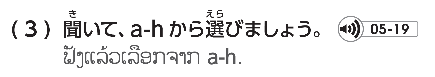 (3) 聞いて、a-h から選びましょう。 05-19
ຟັງແລ້ວເລືອກຈາກ a-h.